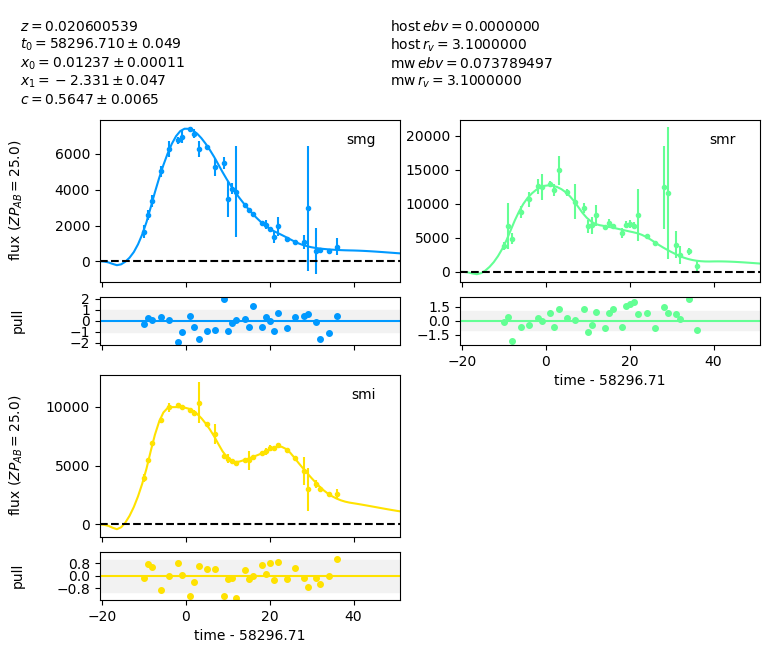 z = 0.020600539
t₀ = 58296.710 ± 0.049
x₀ = 0.01237 ± 0.00011
x₁ = −2.331 ± 0.047
c = 0.5647 ± 0.0065
host ebv = 0.0000000
host r_v = 3.1000000
mw ebv = 0.073789497
mw r_v = 3.1000000
smg
flux (ZP_AB = 25.0)
6000
4000
2000
0
pull
2
1
0
−1
−2
smr
20000
15000
10000
5000
0
1.5
0.0
−1.5
−20 0 20 40
time - 58296.71
smi
flux (ZP_AB = 25.0)
10000
5000
0
pull
0.8
0.0
−0.8
−20 0 20 40
time - 58296.71